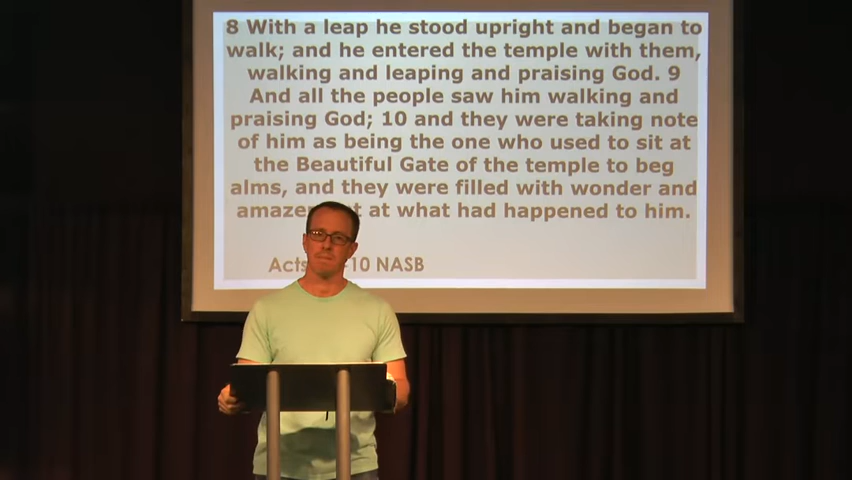 8 With a leap he stood upright and began to
walk; and he entered the temple with them,
walking and leaping and praising God. 9
And all the people saw him walking and
praising God; 10 and they were taking note
of him as being the one who used to sit at
the Beautiful Gate of the temple to beg
alms, and they were filled with wonder and
at what had happened to him.
Acts 10 NASB